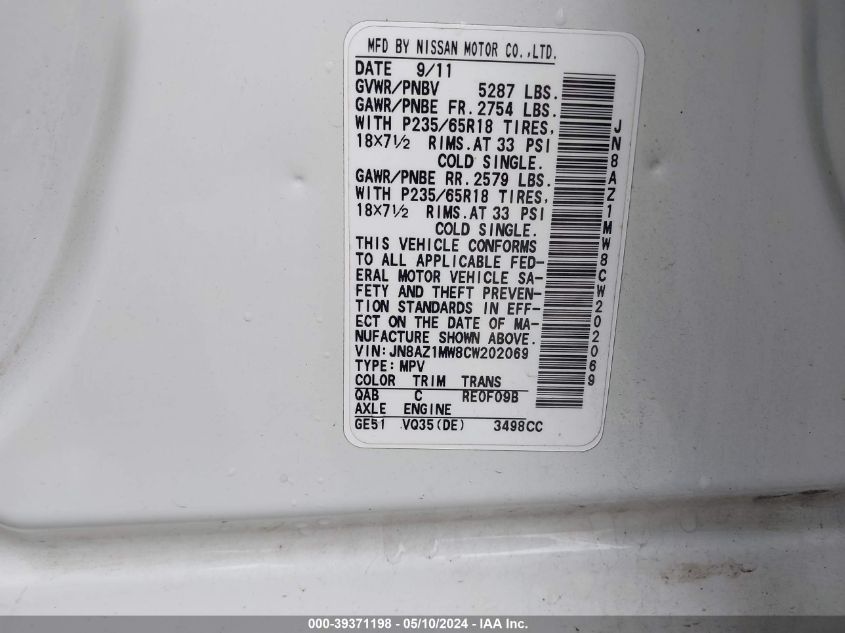 MFD BY NISSAN MOTOR CO.,LTD.
DATE 9/11
GVWR/PNBV 5287 LBS.
GAWR/PNBE FR. 2754 LBS.
WITH P235/65R18 TIRES,
18X7½ RIMS.AT 33 PSI
COLD SINGLE.
GAWR/PNBE RR. 2579 LBS.
WITH P235/65R18 TIRES,
18X7½ RIMS.AT 33 PSI
COLD SINGLE.
THIS VEHICLE CONFORMS
TO ALL APPLICABLE FED-
ERAL MOTOR VEHICLE SA-
FETY AND THEFT PREVEN-
TION STANDARDS IN EFF-
ECT ON THE DATE OF MA-
NUFACTURE SHOWN ABOVE.
VIN: JN8AZ1MW8CW202069
TYPE: MPV
COLOR TRIM TRANS
QAB C RE0F09B
AXLE ENGINE
GE51 VQ35(DE) 3498CC
JN8AZ1MW8CW202069
000-39371198 - 05/10/2024 - IAA Inc.